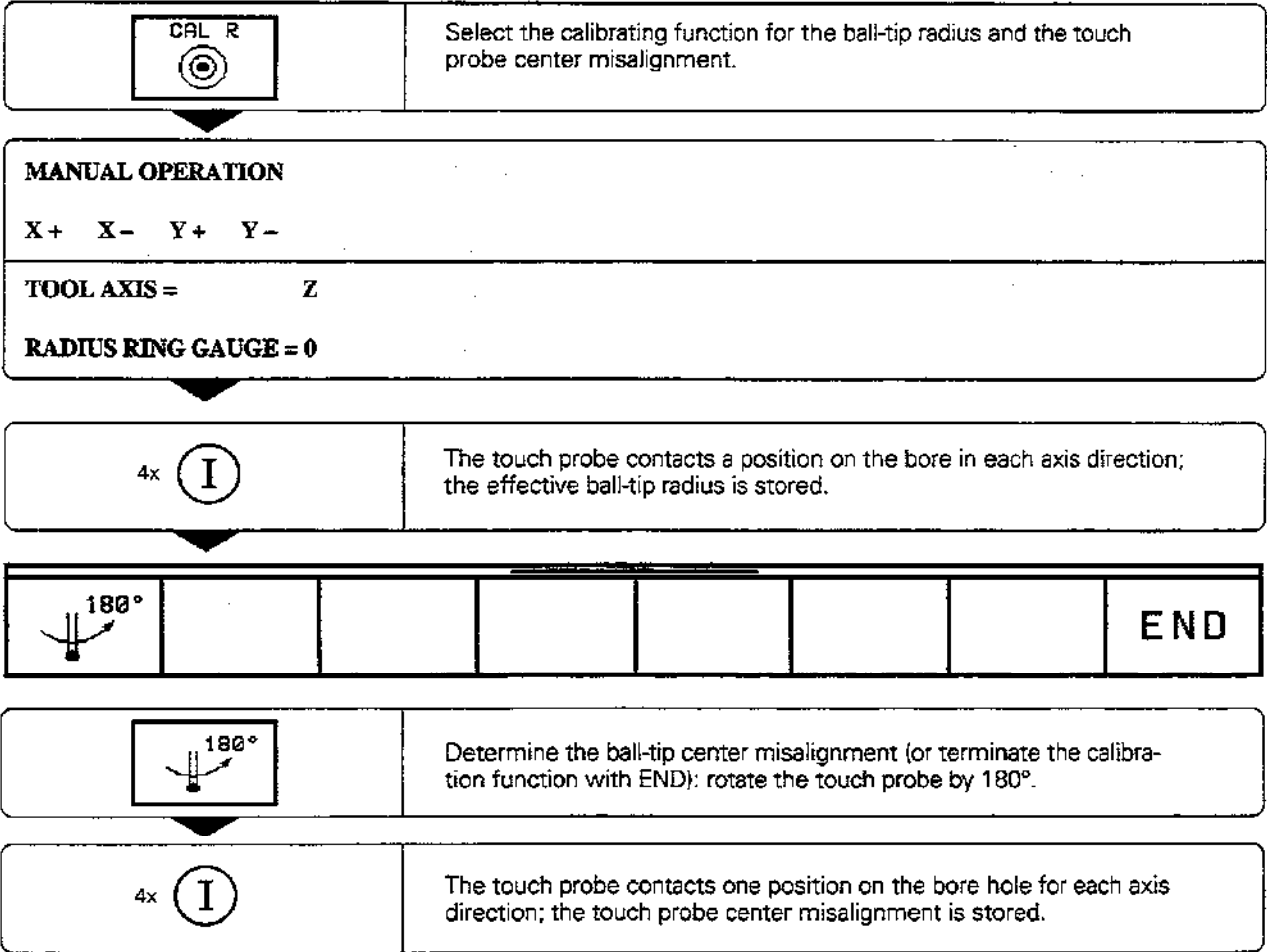 CAL R
Select the calibrating function for the ball-tip radius and the touch
probe center misalignment.
MANUAL OPERATION
X + X – Y + Y –
TOOL AXIS = Z
RADIUS RING GAUGE = 0
4x I
The touch probe contacts a position on the bore in each axis direction;
the effective ball-tip radius is stored.
180°
END
180°
Determine the ball-tip center misalignment (or terminate the calibra-
tion function with END): rotate the touch probe by 180°.
4x I
The touch probe contacts one position on the bore hole for each axis
direction; the touch probe center misalignment is stored.